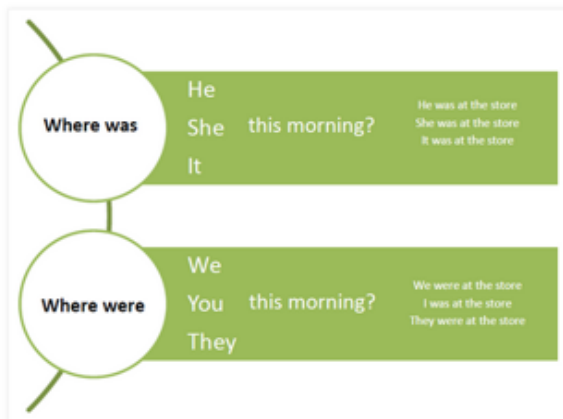 Where was
He
She
It
this morning?
He was at the store
She was at the store
It was at the store
Where were
We
You
They
this morning?
We were at the store
I was at the store
They were at the store